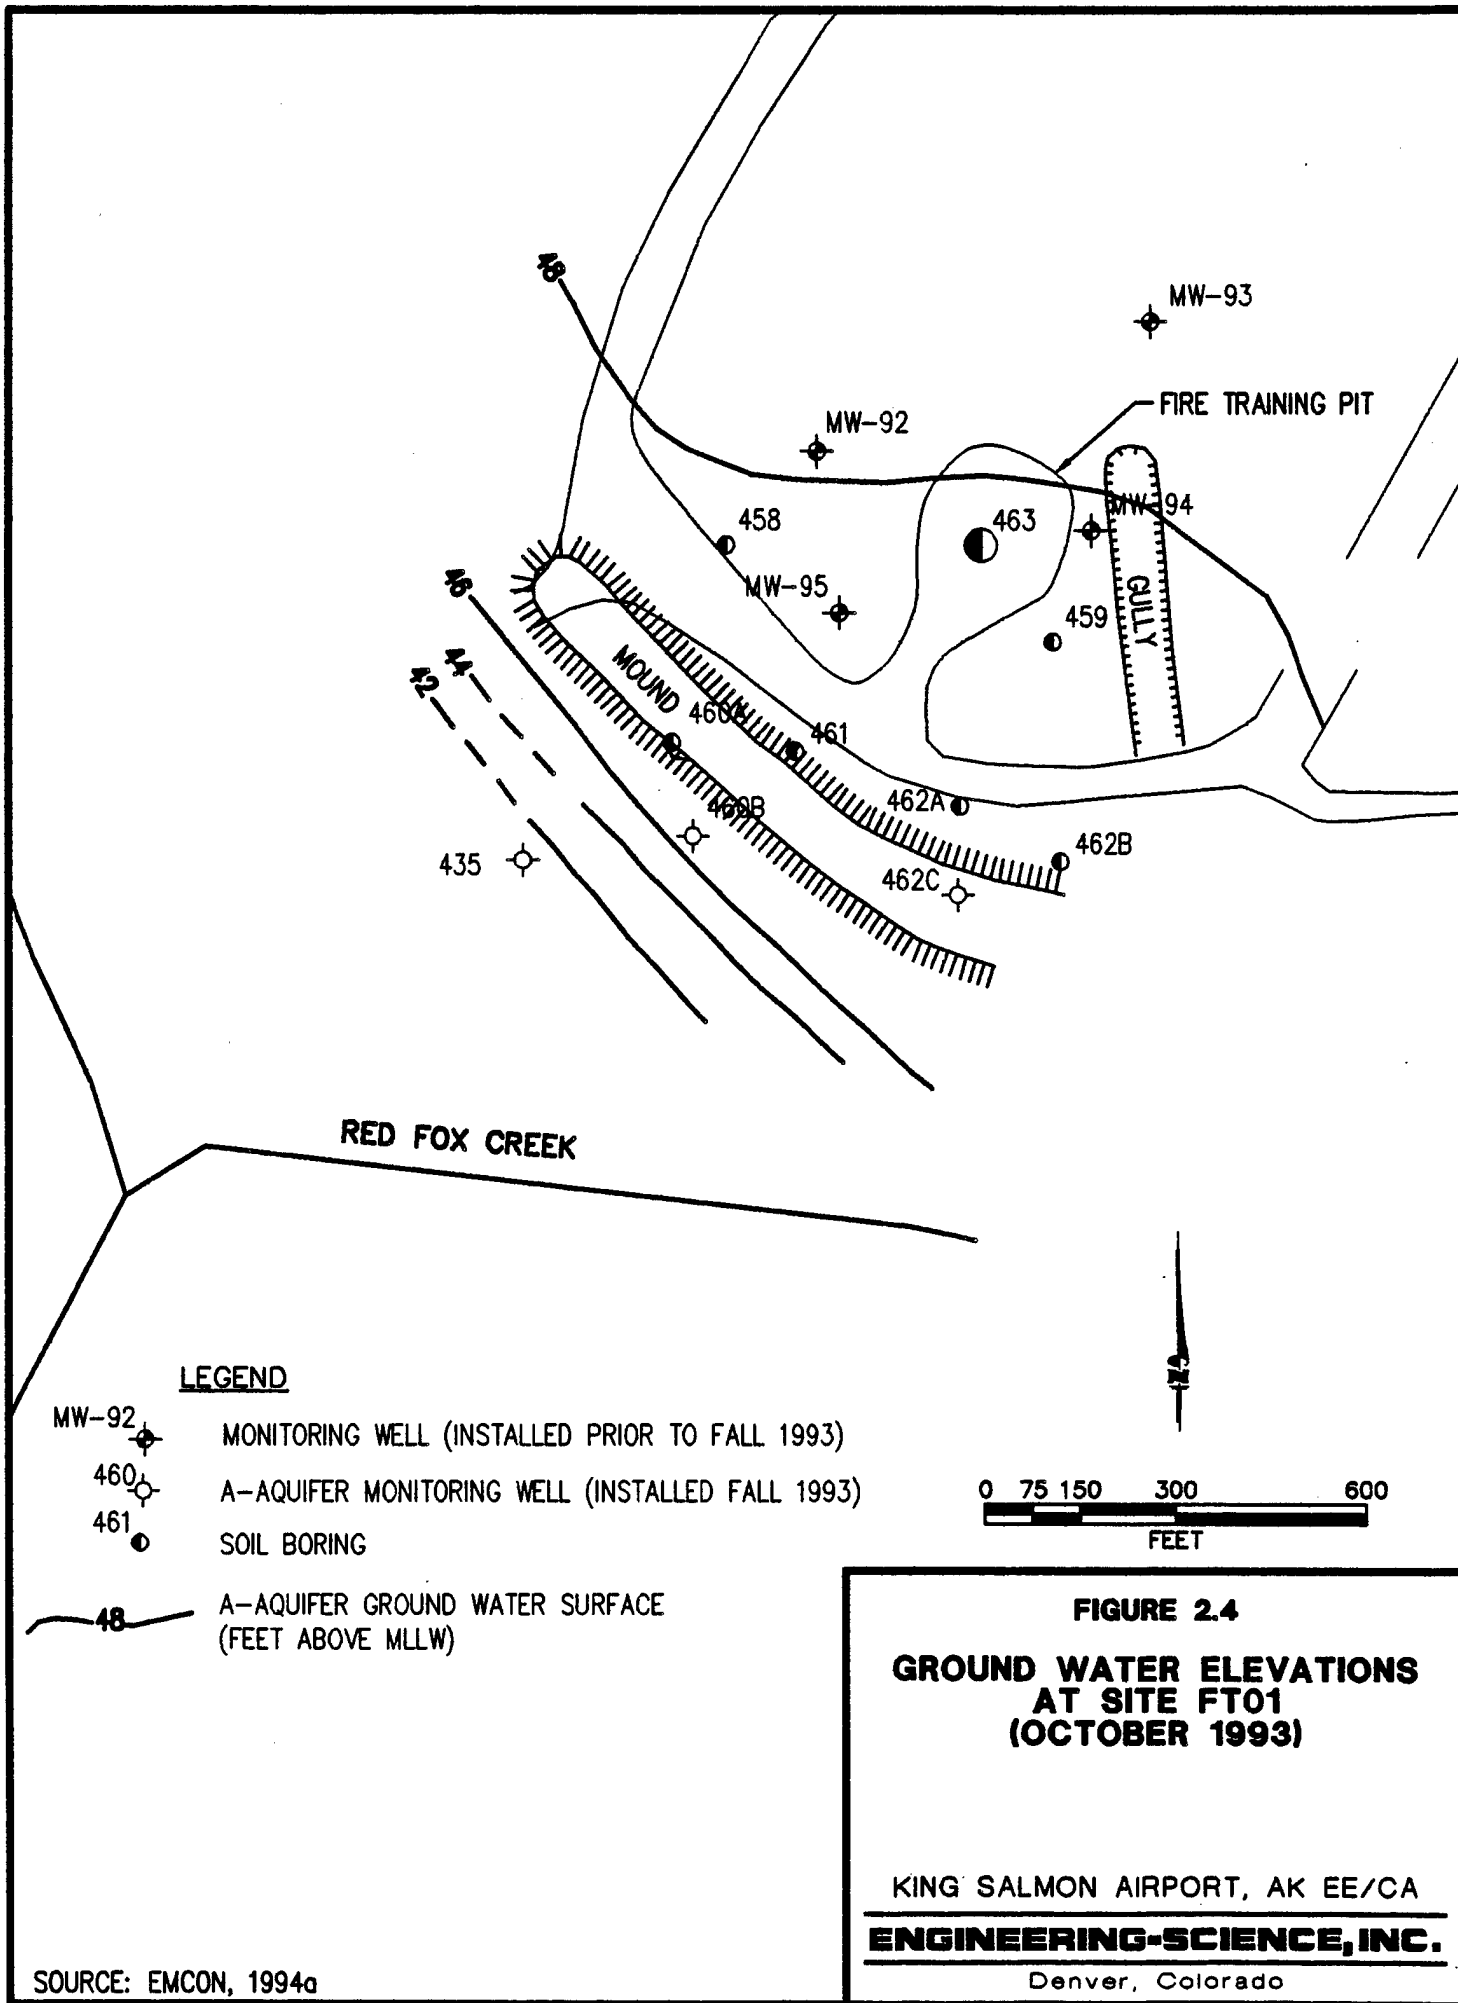 48
MW-93
FIRE TRAINING PIT
MW-92
MW-94
458
463
MW-95
GULLY
459
46
44
42
MOUND
460A
461
462A
460B
462B
435
462C
RED FOX CREEK
LEGEND
MW-92
MONITORING WELL (INSTALLED PRIOR TO FALL 1993)
460
A-AQUIFER MONITORING WELL (INSTALLED FALL 1993)
461
SOIL BORING
48
A-AQUIFER GROUND WATER SURFACE
(FEET ABOVE MLLW)
0 75 150 300 600
FEET
FIGURE 2.4
GROUND WATER ELEVATIONS
AT SITE FT01
(OCTOBER 1993)
KING SALMON AIRPORT, AK EE/CA
ENGINEERING-SCIENCE, INC.
Denver, Colorado
SOURCE: EMCON, 1994a